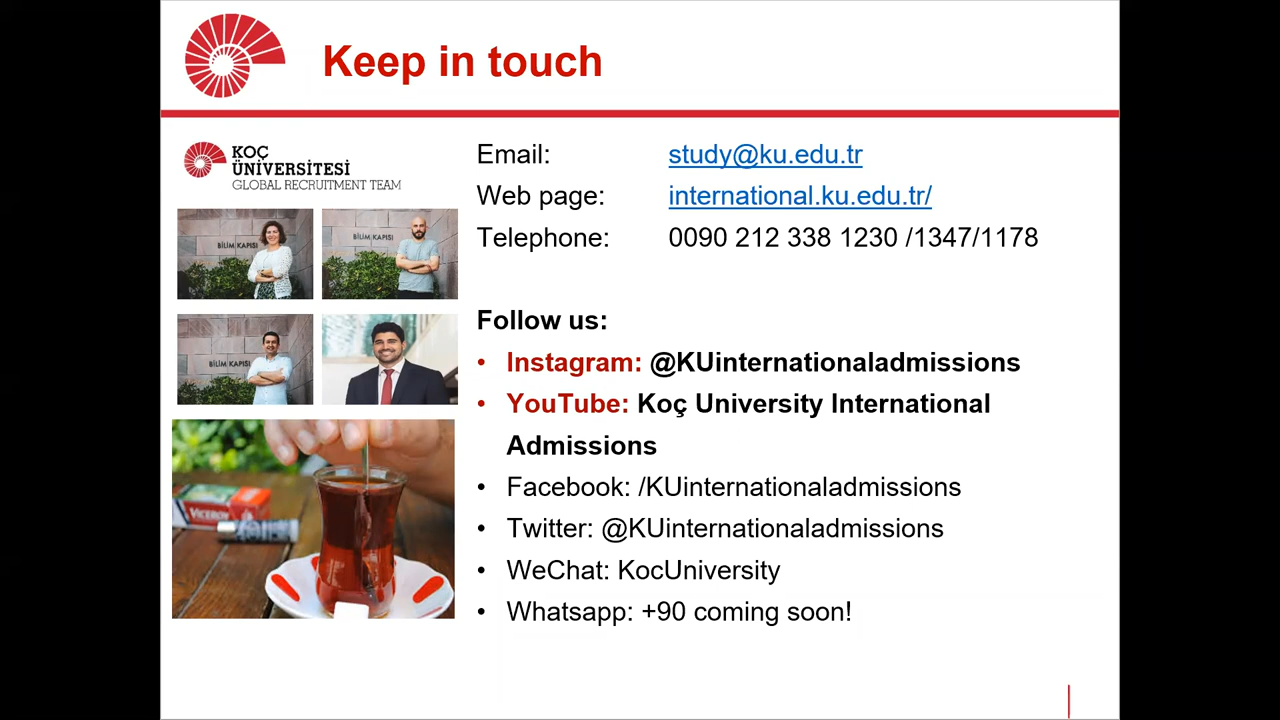 Keep in touch
KOÇ
ÜNİVERSİTESİ
GLOBAL RECRUITMENT TEAM
BİLİM KAPISI
BİLİM KAPISI
BİLİM KAPISI
VICEROY
Email: study@ku.edu.tr
Web page: international.ku.edu.tr/
Telephone: 0090 212 338 1230 /1347/1178
Follow us:
• Instagram: @KUinternationaladmissions
• YouTube: Koç University International
Admissions
• Facebook: /KUinternationaladmissions
• Twitter: @KUinternationaladmissions
• WeChat: KocUniversity
• Whatsapp: +90 coming soon!